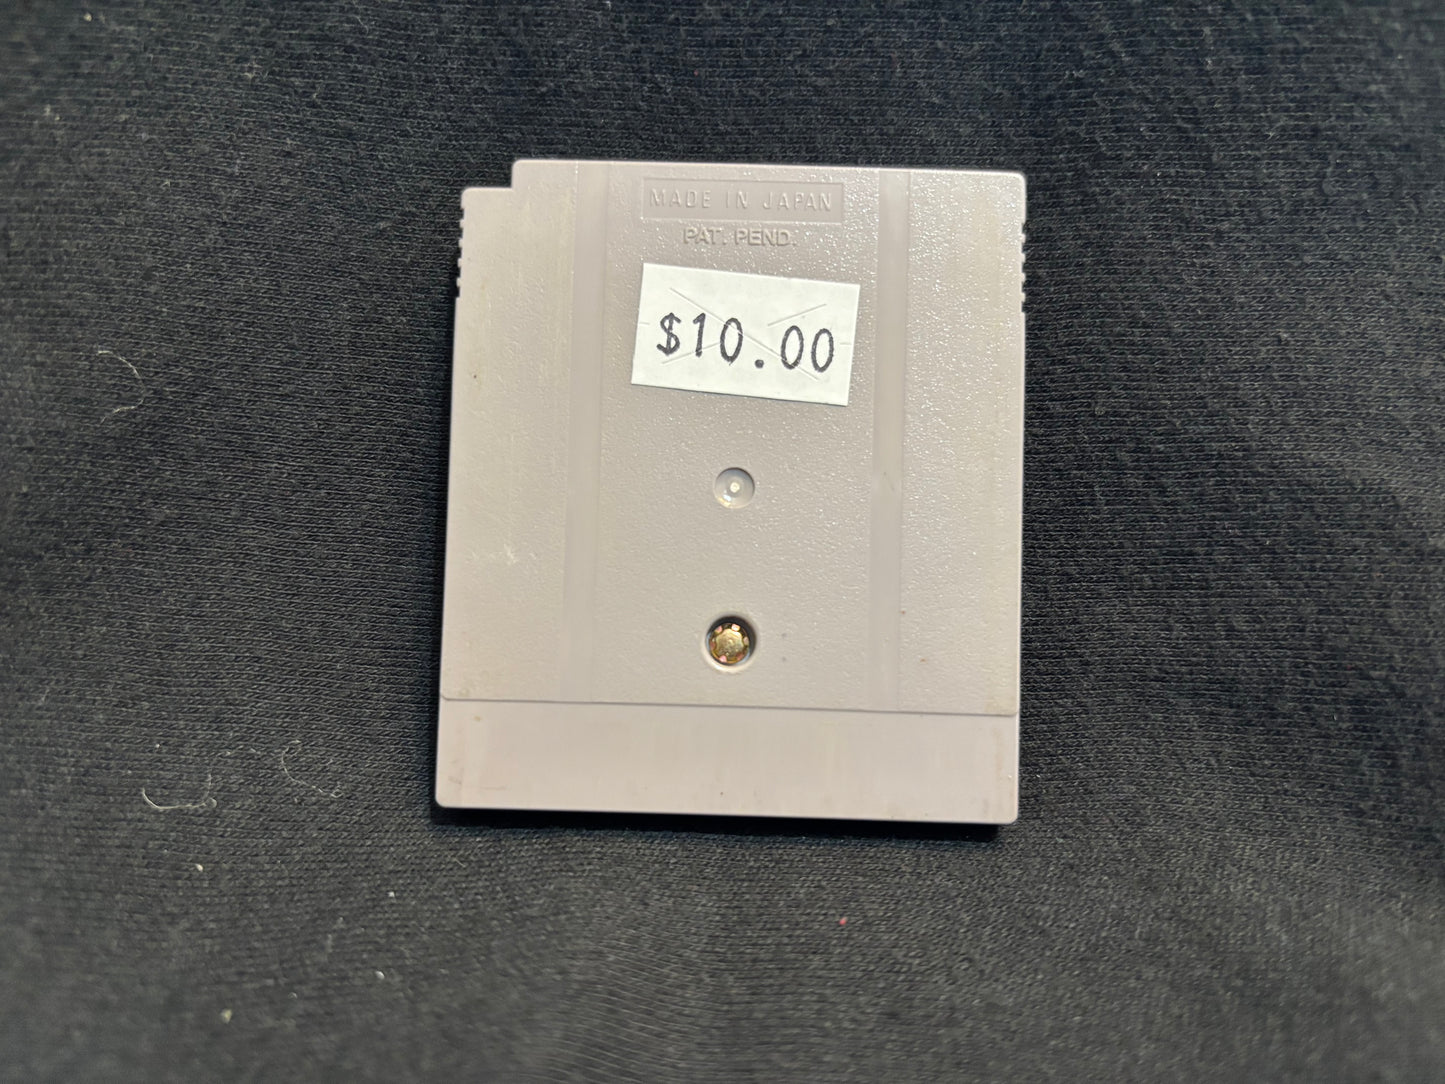 MADE IN JAPAN
PAT. PEND.
$10.00